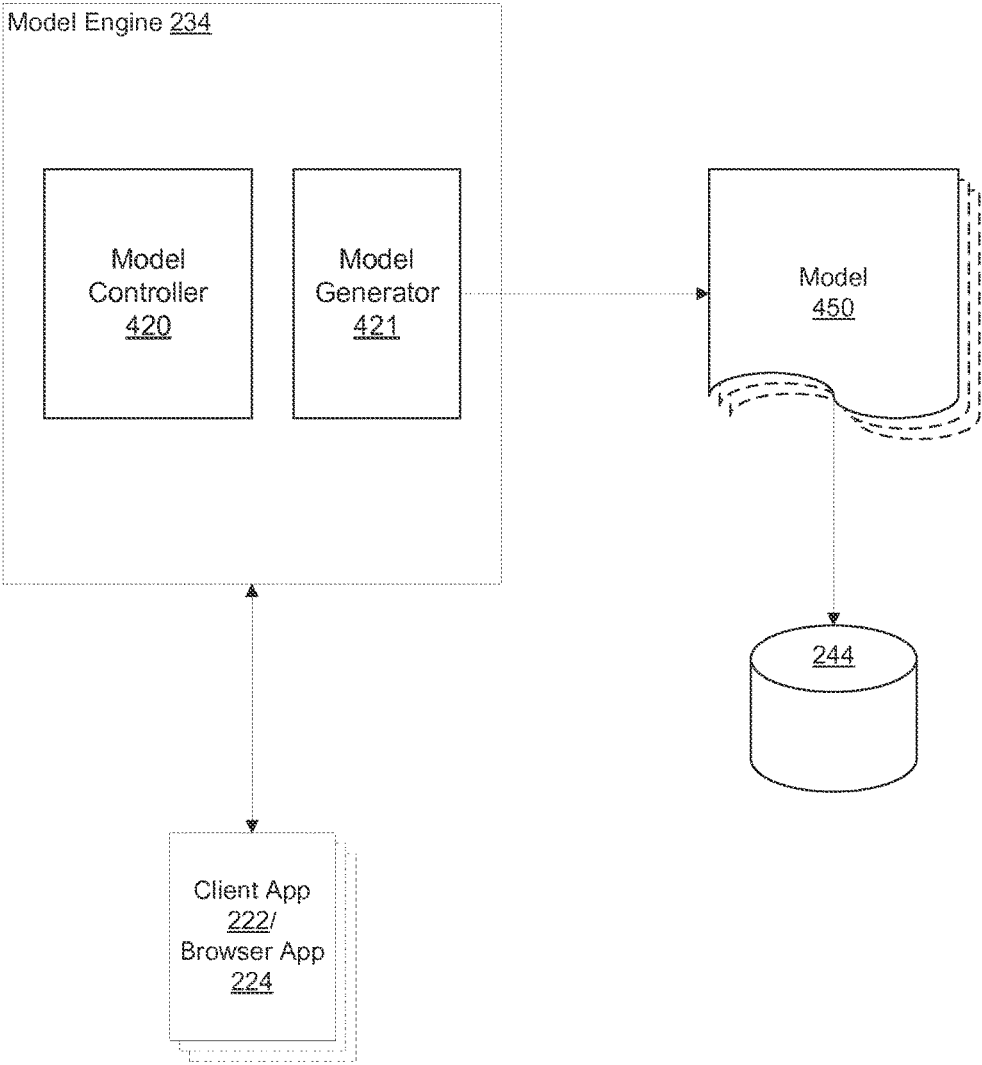 Model Engine 234
Model
Controller
420
Model
Generator
421
Model
450
244
Client App
222/
Browser App
224